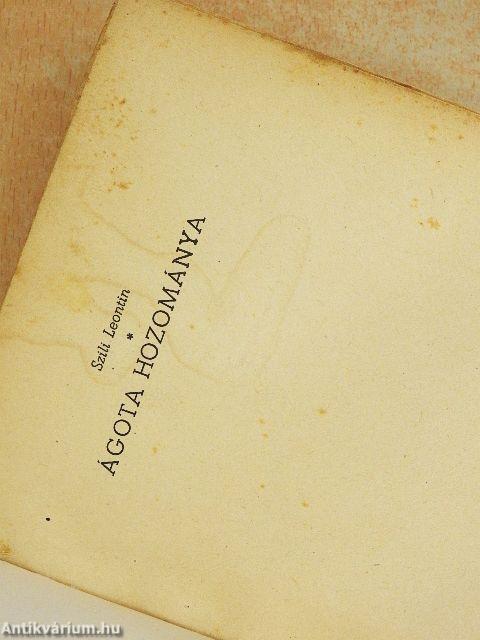 Szili Leontin
*
ÁGOTA HOZOMÁNYA
Antikvárium.hu